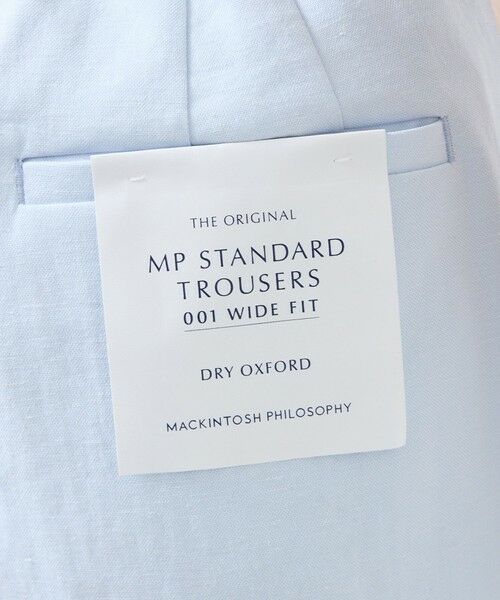 THE ORIGINAL
MP STANDARD
TROUSERS
001 WIDE FIT
DRY OXFORD
MACKINTOSH PHILOSOPHY